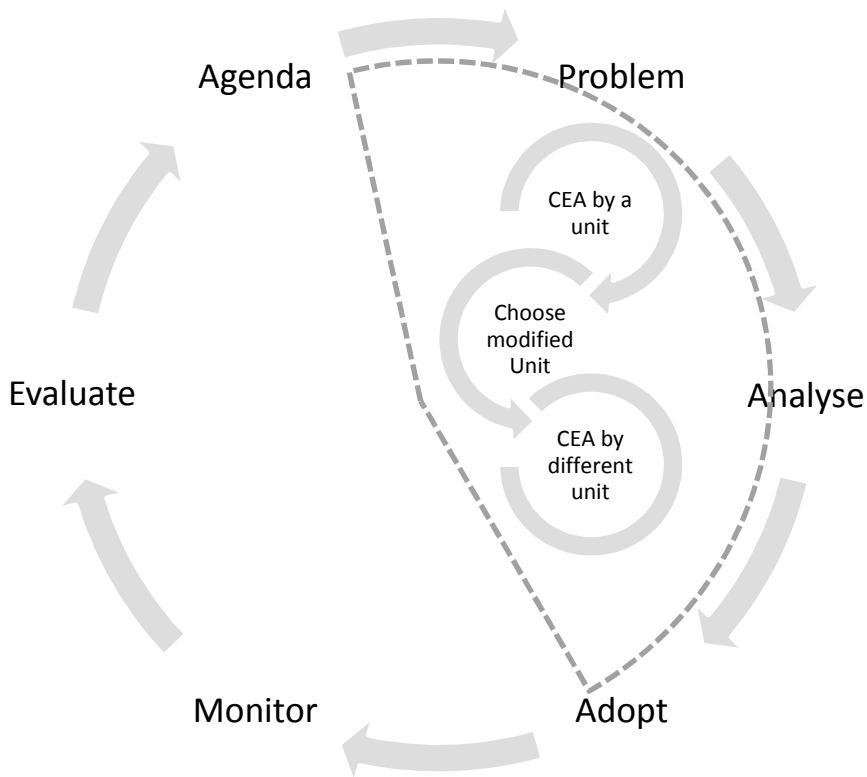 Agenda
Problem
CEA by a
unit
Choose
modified
Unit
Evaluate
Analyse
CEA by
different
unit
Monitor
Adopt